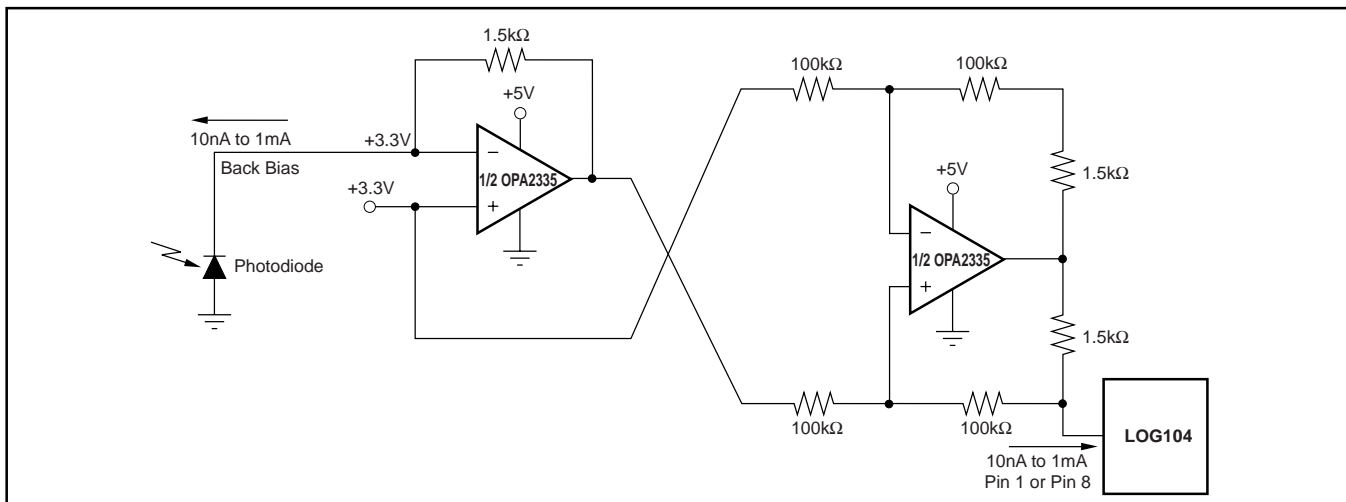 1.5kΩ
+5V
10nA to 1mA
Back Bias
+3.3V
+3.3V
−
1/2 OPA2335
+
Photodiode
100kΩ
100kΩ
1.5kΩ
+5V
−
1/2 OPA2335
+
1.5kΩ
100kΩ
100kΩ
LOG104
10nA to 1mA
Pin 1 or Pin 8